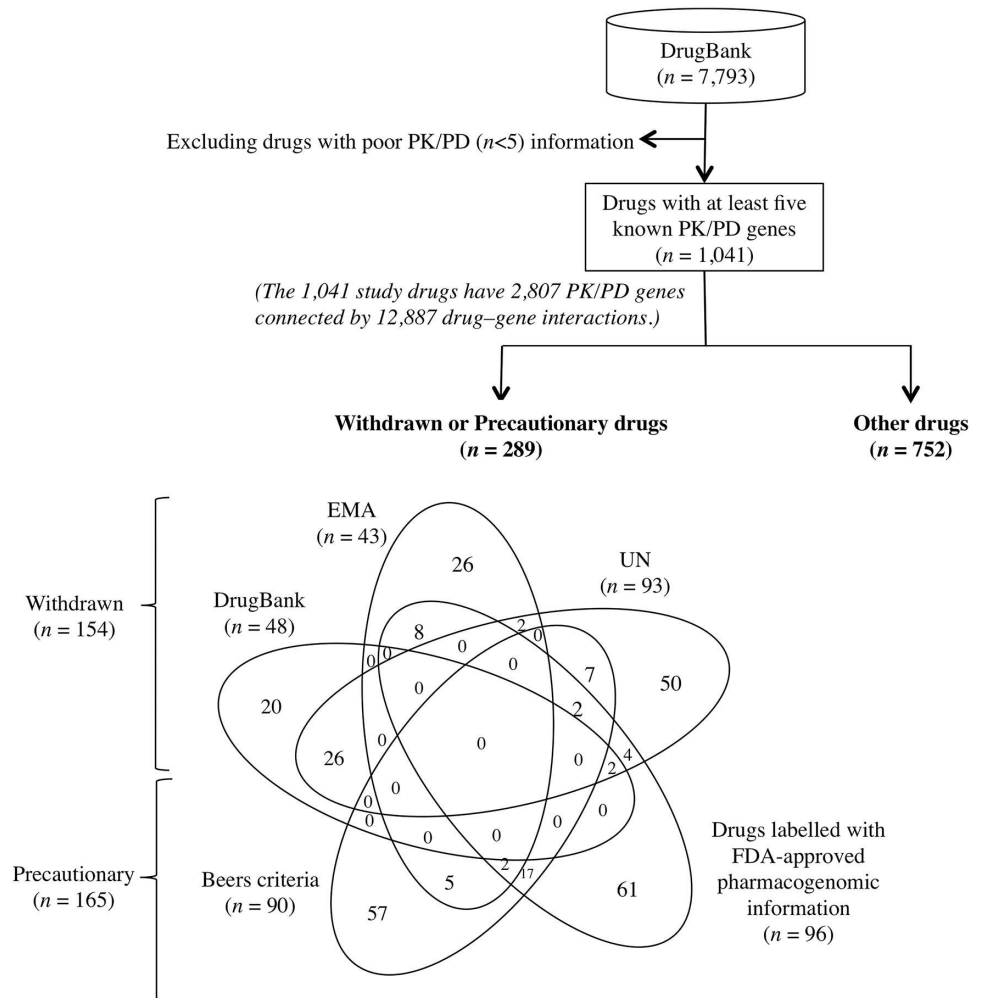 DrugBank
(n = 7,793)
Excluding drugs with poor PK/PD (n<5) information
Drugs with at least five
known PK/PD genes
(n = 1,041)
(The 1,041 study drugs have 2,807 PK/PD genes
connected by 12,887 drug–gene interactions.)
Withdrawn or Precautionary drugs
(n = 289)
Other drugs
(n = 752)
EMA
(n = 43)
UN
(n = 93)
Withdrawn
(n = 154)
DrugBank
(n = 48)
26
8
2
0
0
0
0
0
0
7
50
20
0
2
26
0
0
0
4
2
0
0
0
0
0
0
0
2
17
5
61
57
Precautionary
(n = 165)
Beers criteria
(n = 90)
Drugs labelled with
FDA-approved
pharmacogenomic
information
(n = 96)